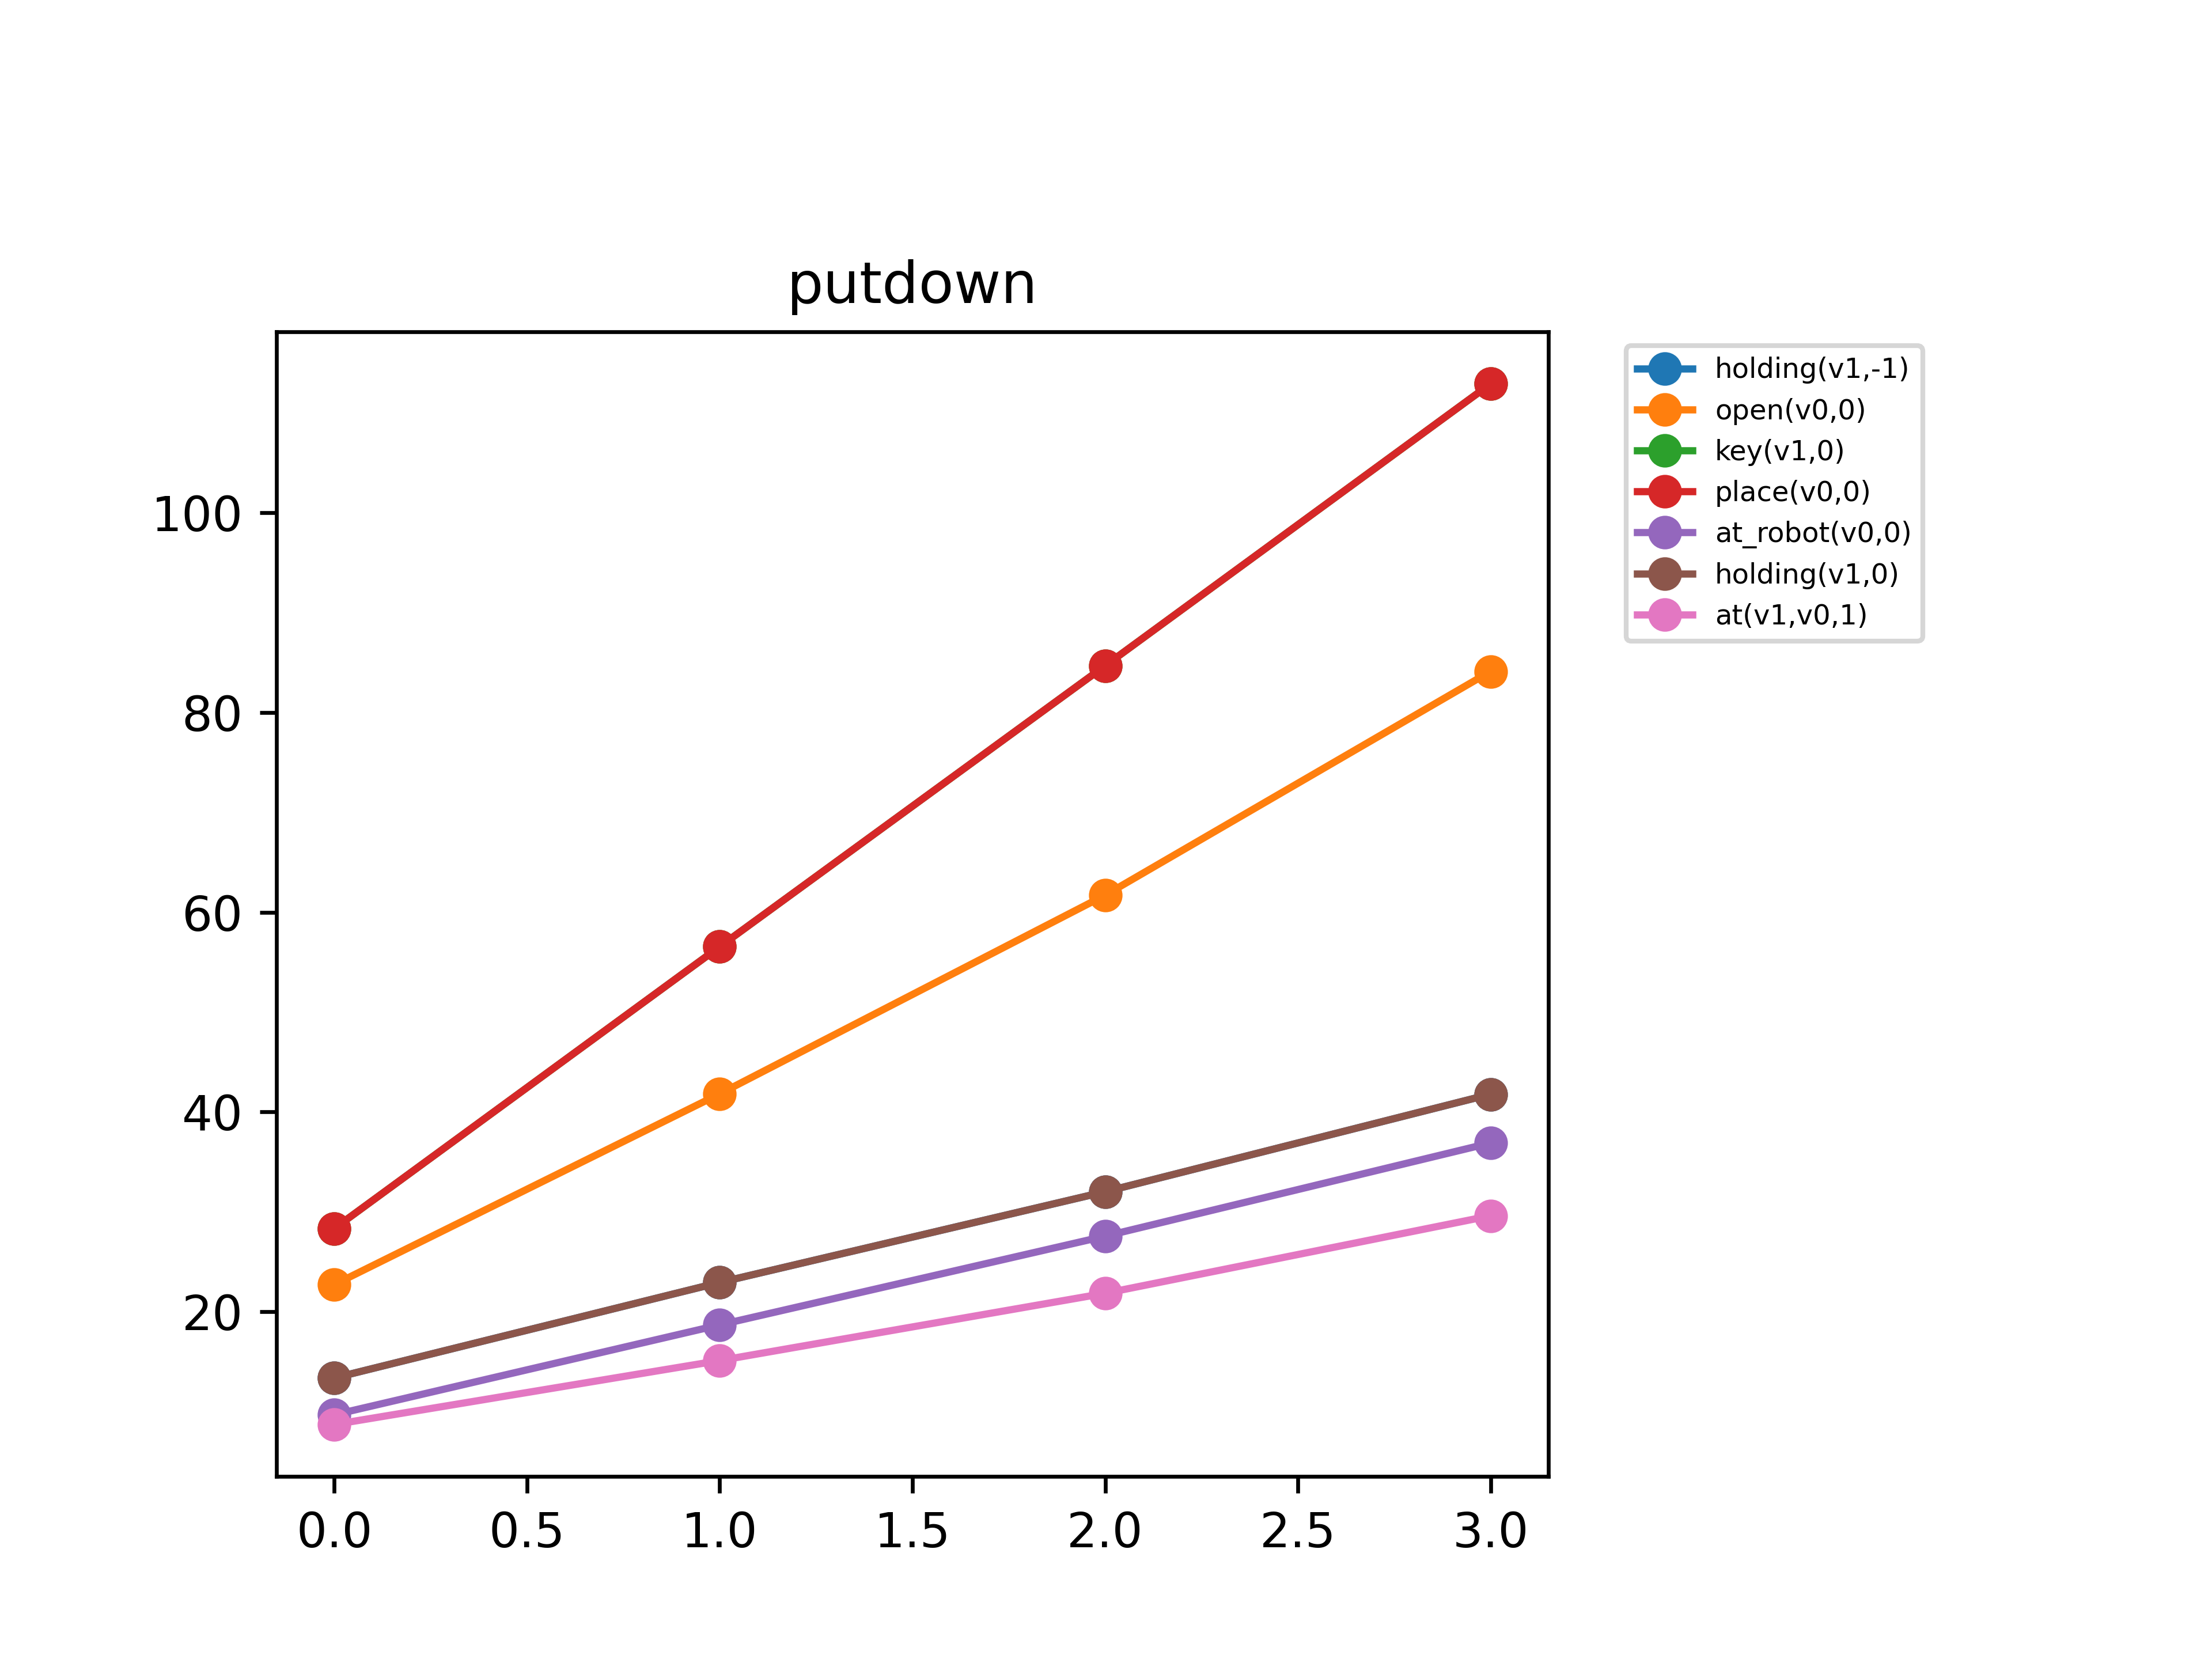 putdown
holding(v1,-1)
open(v0,0)
key(v1,0)
place(v0,0)
at_robot(v0,0)
holding(v1,0)
at(v1,v0,1)
100
80
60
40
20
0.0 0.5 1.0 1.5 2.0 2.5 3.0